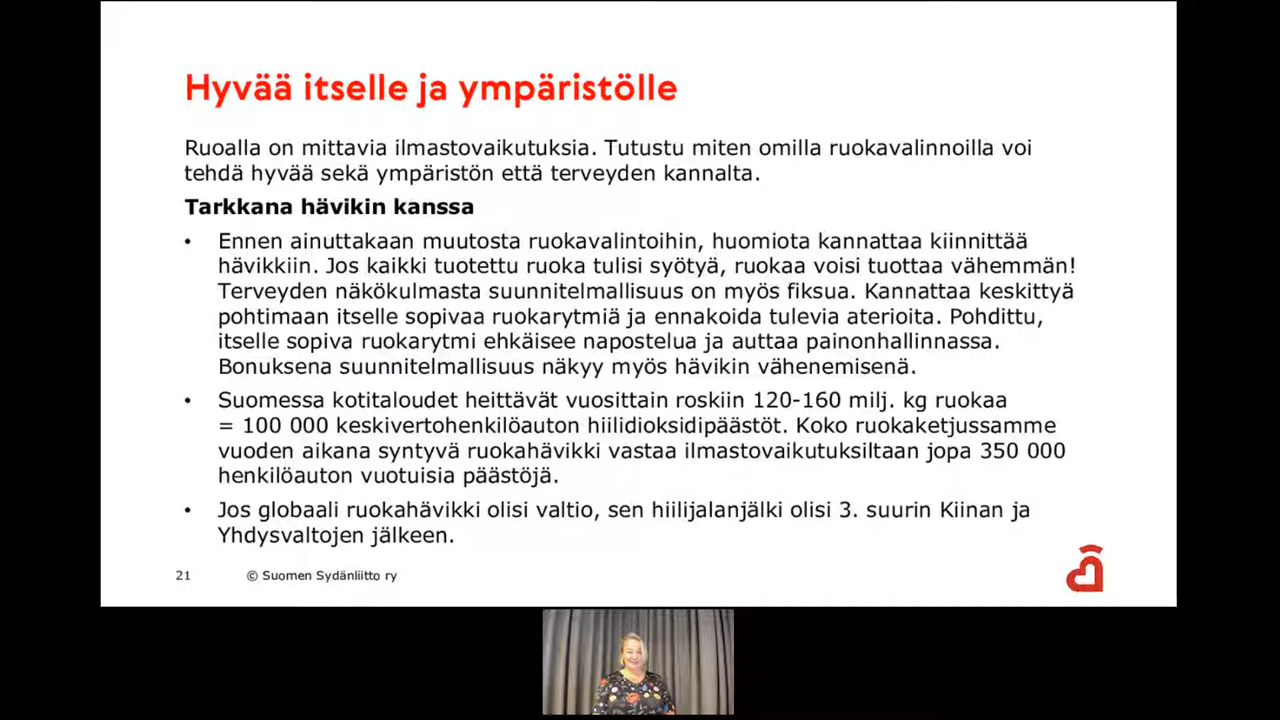 Hyvää itselle ja ympäristölle
Ruoalla on mittavia ilmastovaikutuksia. Tutustu miten omilla ruokavalinnoilla voi
tehdä hyvää sekä ympäristön että terveyden kannalta.
Tarkkana hävikin kanssa
• Ennen ainuttakaan muutosta ruokavalintoihin, huomiota kannattaa kiinnittää
hävikkiin. Jos kaikki tuotettu ruoka tulisi syötyä, ruokaa voisi tuottaa vähemmän!
Terveyden näkökulmasta suunnitelmallisuus on myös fiksua. Kannattaa keskittyä
pohtimaan itselle sopivaa ruokarytmiä ja ennakoida tulevia aterioita. Pohdittu,
itselle sopiva ruokarytmi ehkäisee napostelua ja auttaa painonhallinnassa.
Bonuksena suunnitelmallisuus näkyy myös hävikin vähenemisenä.
• Suomessa kotitaloudet heittävät vuosittain roskiin 120-160 milj. kg ruokaa
= 100 000 keskivertohenkilöauton hiilidioksidipäästöt. Koko ruokaketjussamme
vuoden aikana syntyvä ruokahävikki vastaa ilmastovaikutuksiltaan jopa 350 000
henkilöauton vuotuisia päästöjä.
• Jos globaali ruokahävikki olisi valtio, sen hiilijalanjälki olisi 3. suurin Kiinan ja
Yhdysvaltojen jälkeen.
21 © Suomen Sydänliitto ry